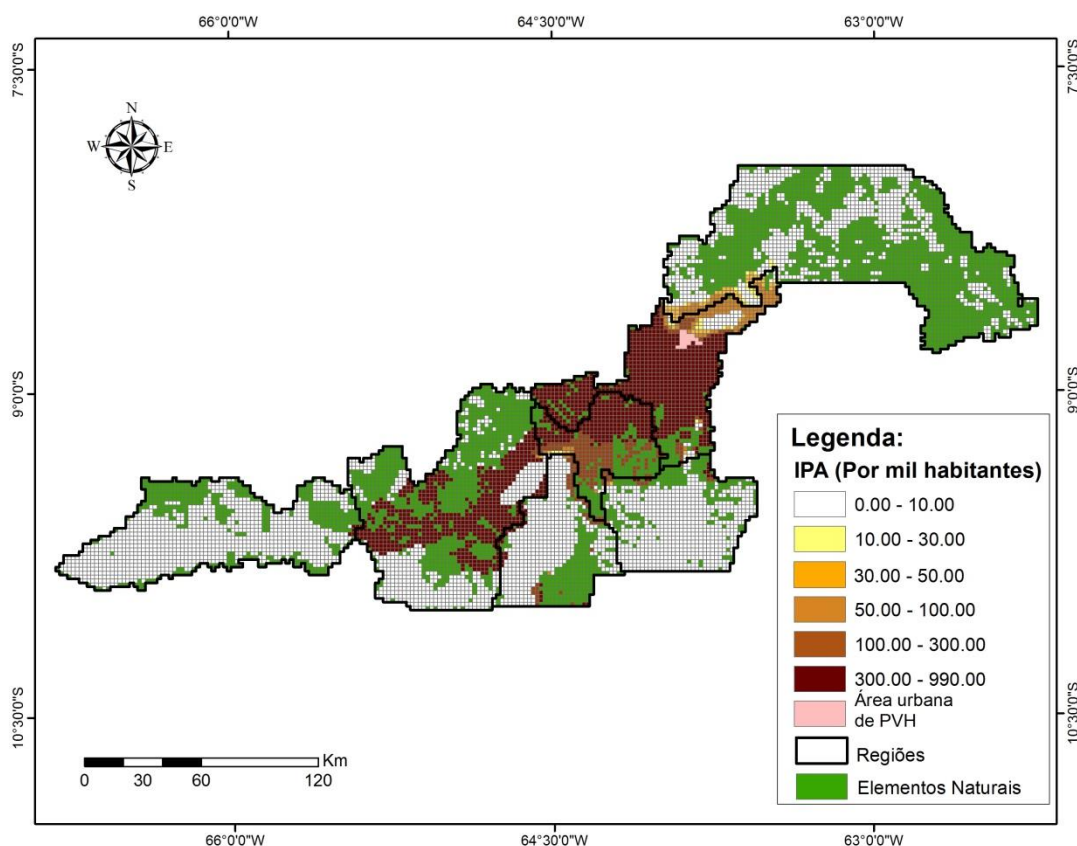 66°0'0"W
64°30'0"W
63°0'0"W
7°30'0"S
7°30'0"S
N
W
E
S
9°0'0"S
9°0'0"S
Legenda:
IPA (Por mil habitantes)
0.00 - 10.00
10.00 - 30.00
30.00 - 50.00
50.00 - 100.00
100.00 - 300.00
300.00 - 990.00
Área urbana
de PVH
Regiões
Elementos Naturais
10°30'0"S
10°30'0"S
Km
0
30
60
120
66°0'0"W
64°30'0"W
63°0'0"W